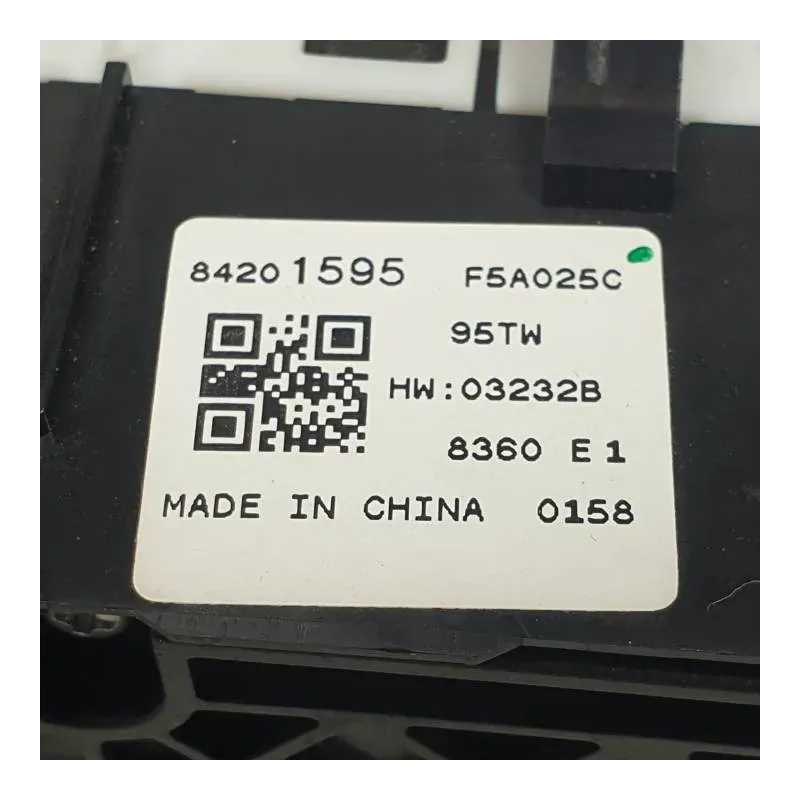 84201595 F5A025C
95TW
HW:03232B
8360 E1
MADE IN CHINA 0158